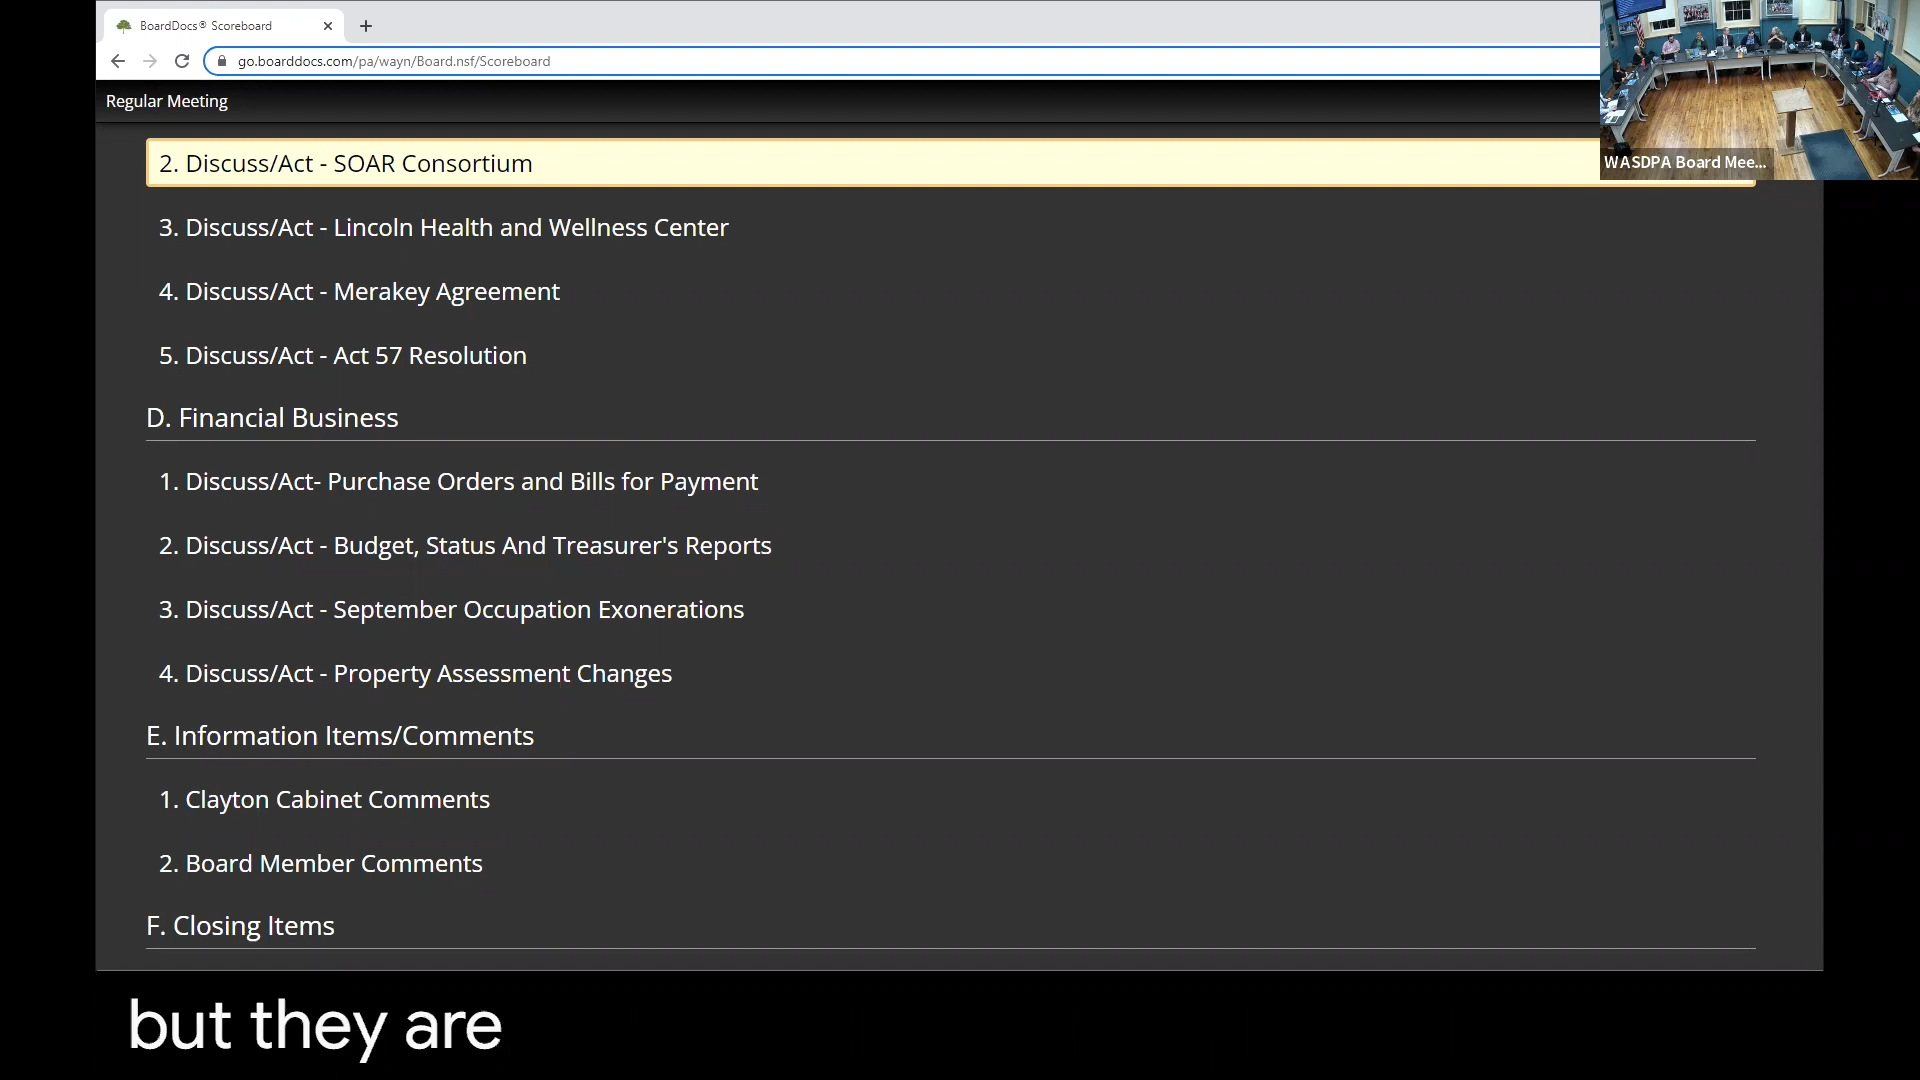 BoardDocs® Scoreboard
go.boarddocs.com/pa/wayn/Board.nsf/Scoreboard
Regular Meeting
WASDPA Board Mee...
2. Discuss/Act - SOAR Consortium
3. Discuss/Act - Lincoln Health and Wellness Center
4. Discuss/Act - Merakey Agreement
5. Discuss/Act - Act 57 Resolution
D. Financial Business
1. Discuss/Act- Purchase Orders and Bills for Payment
2. Discuss/Act - Budget, Status And Treasurer's Reports
3. Discuss/Act - September Occupation Exonerations
4. Discuss/Act - Property Assessment Changes
E. Information Items/Comments
1. Clayton Cabinet Comments
2. Board Member Comments
F. Closing Items
but they are